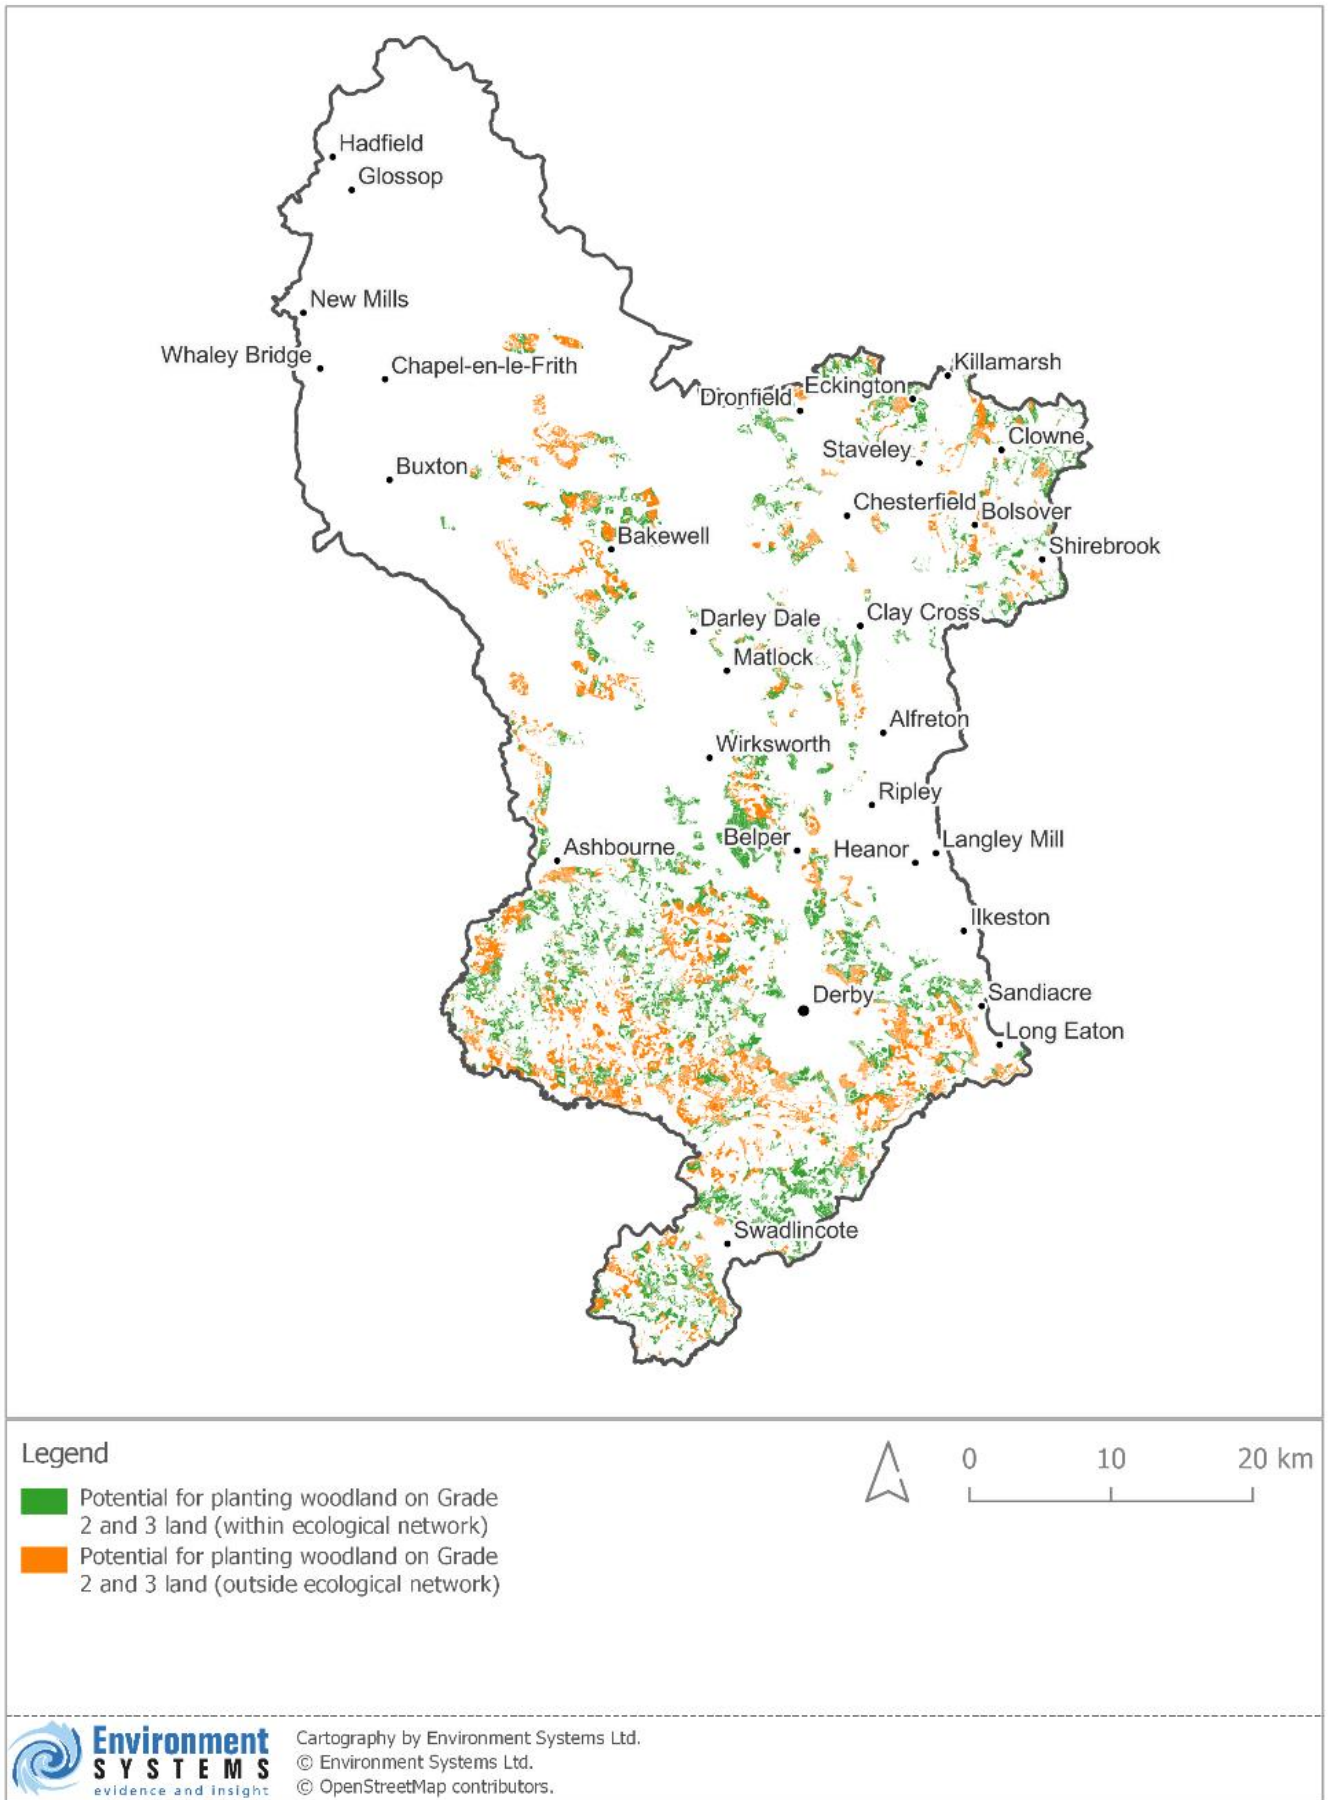 Hadfield
Glossop
New Mills
Whaley Bridge
Chapel-en-le-Frith
Killamarsh
Eckington
Dronfield
Clowne
Staveley
Buxton
Chesterfield
Bolsover
Bakewell
Shirebrook
Clay Cross
Darley Dale
Matlock
Alfreton
Wirksworth
Ripley
Belper
Langley Mill
Ashbourne
Heanor
Ilkeston
Derby
Sandiacre
Long Eaton
Swadlincote
Legend
Potential for planting woodland on Grade
2 and 3 land (within ecological network)
Potential for planting woodland on Grade
2 and 3 land (outside ecological network)
0 10 20 km
Environment
SYSTEMS
evidence and insight
Cartography by Environment Systems Ltd.
© Environment Systems Ltd.
© OpenStreetMap contributors.